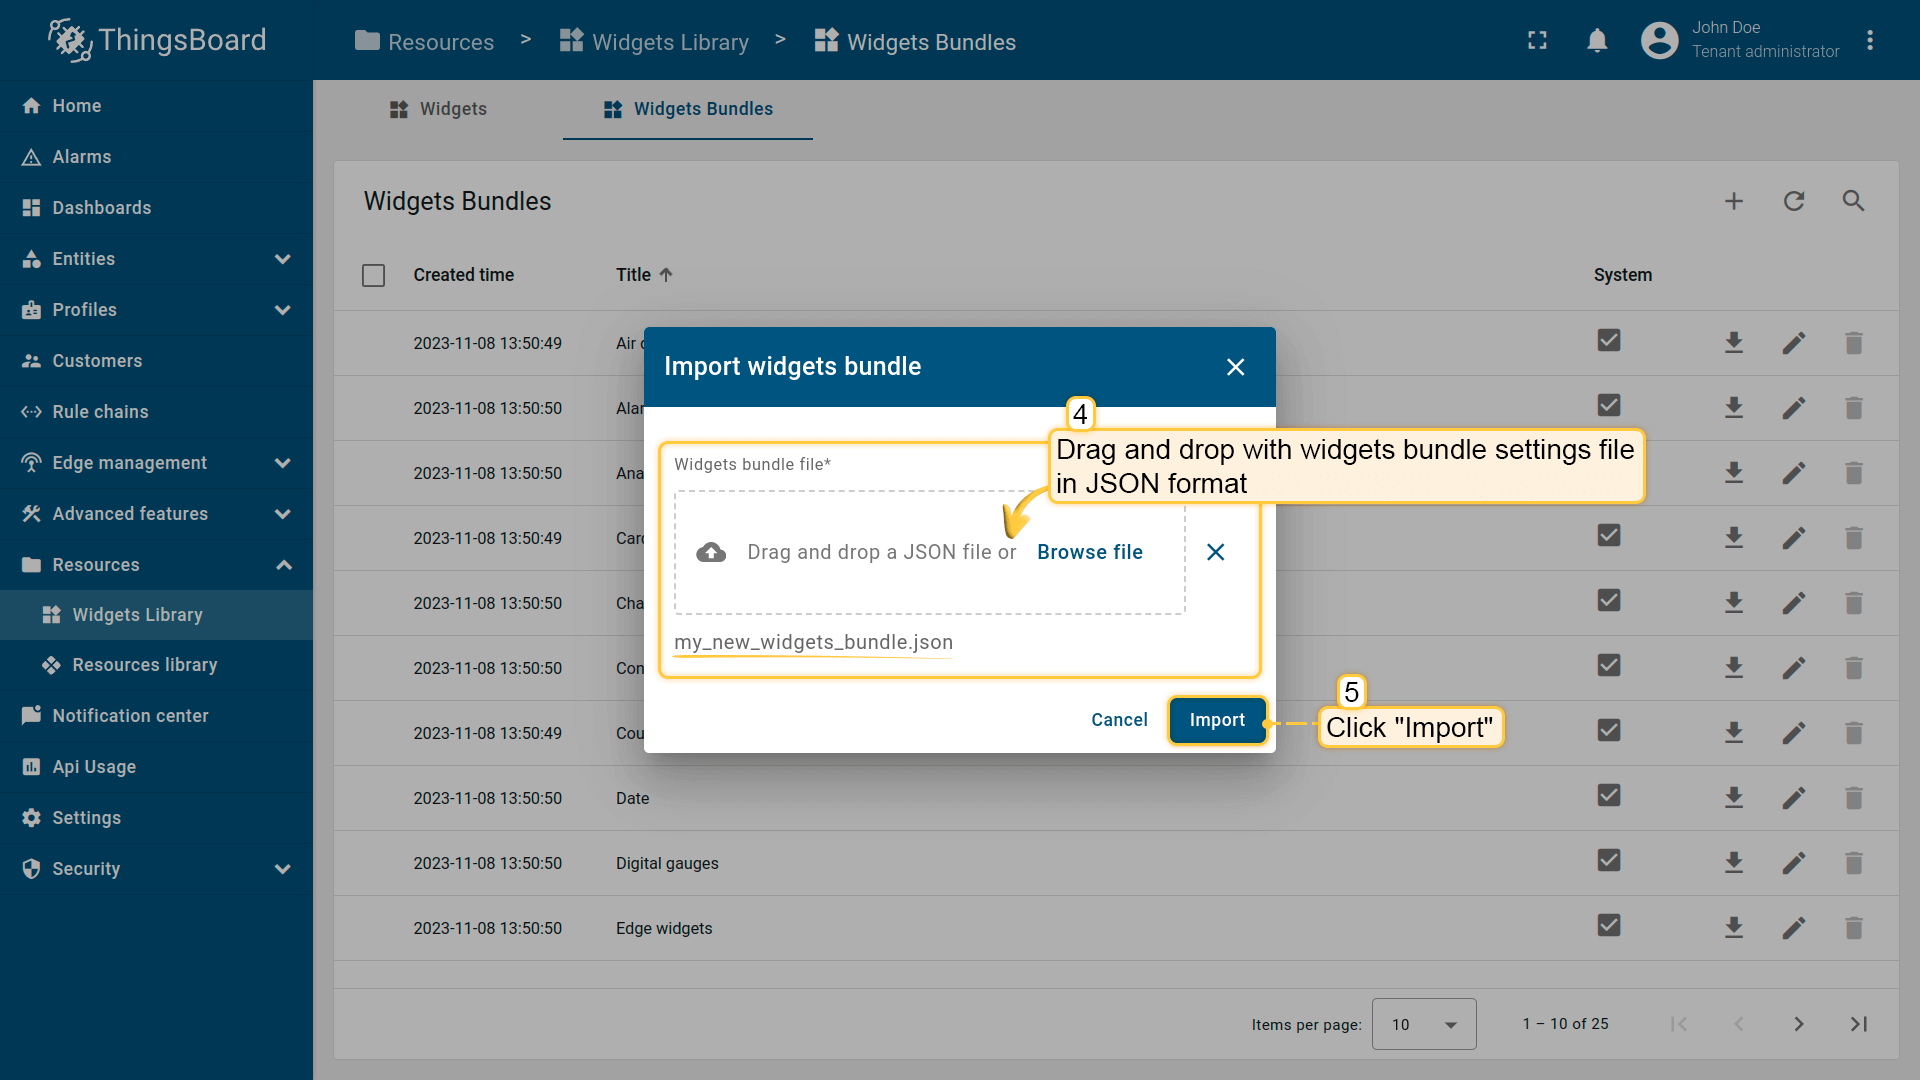 ThingsBoard
Resources > Widgets Library > Widgets Bundles
John Doe
Tenant administrator
Home
Alarms
Dashboards
Entities
Profiles
Customers
Rule chains
Edge management
Advanced features
Resources
Widgets Library
Resources library
Notification center
Api Usage
Settings
Security
Widgets
Widgets Bundles
Widgets Bundles
Created time Title System
2023-11-08 13:50:49 Air
2023-11-08 13:50:50 Alar
2023-11-08 13:50:50 Ana
2023-11-08 13:50:49 Card
2023-11-08 13:50:50 Cha
2023-11-08 13:50:50 Con
2023-11-08 13:50:49 Cou
2023-11-08 13:50:50 Date
2023-11-08 13:50:50 Digital gauges
2023-11-08 13:50:50 Edge widgets
Import widgets bundle
4
Drag and drop with widgets bundle settings file
in JSON format
Widgets bundle file*
Drag and drop a JSON file or Browse file
my_new_widgets_bundle.json
Cancel Import
5
Click "Import"
Items per page: 10 1 – 10 of 25